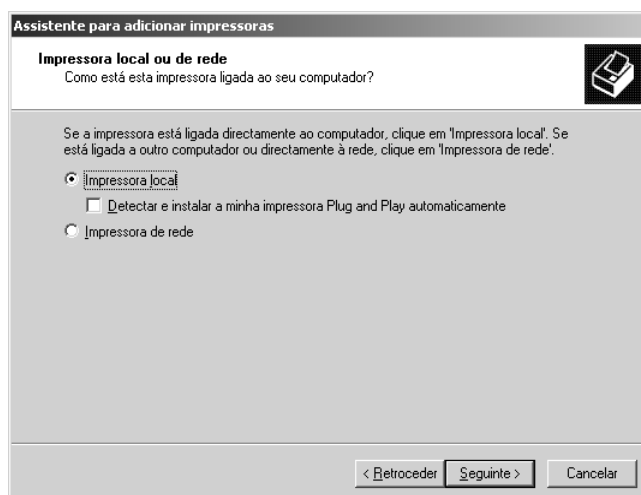 Assistente para adicionar impressoras
Impressora local ou de rede
Como está esta impressora ligada ao seu computador?
Se a impressora está ligada directamente ao computador, clique em 'Impressora local'. Se
está ligada a outro computador ou directamente à rede, clique em 'Impressora de rede'.
Impressora local
Detectar e instalar a minha impressora Plug and Play automaticamente
Impressora de rede
< Retroceder Seguinte > Cancelar